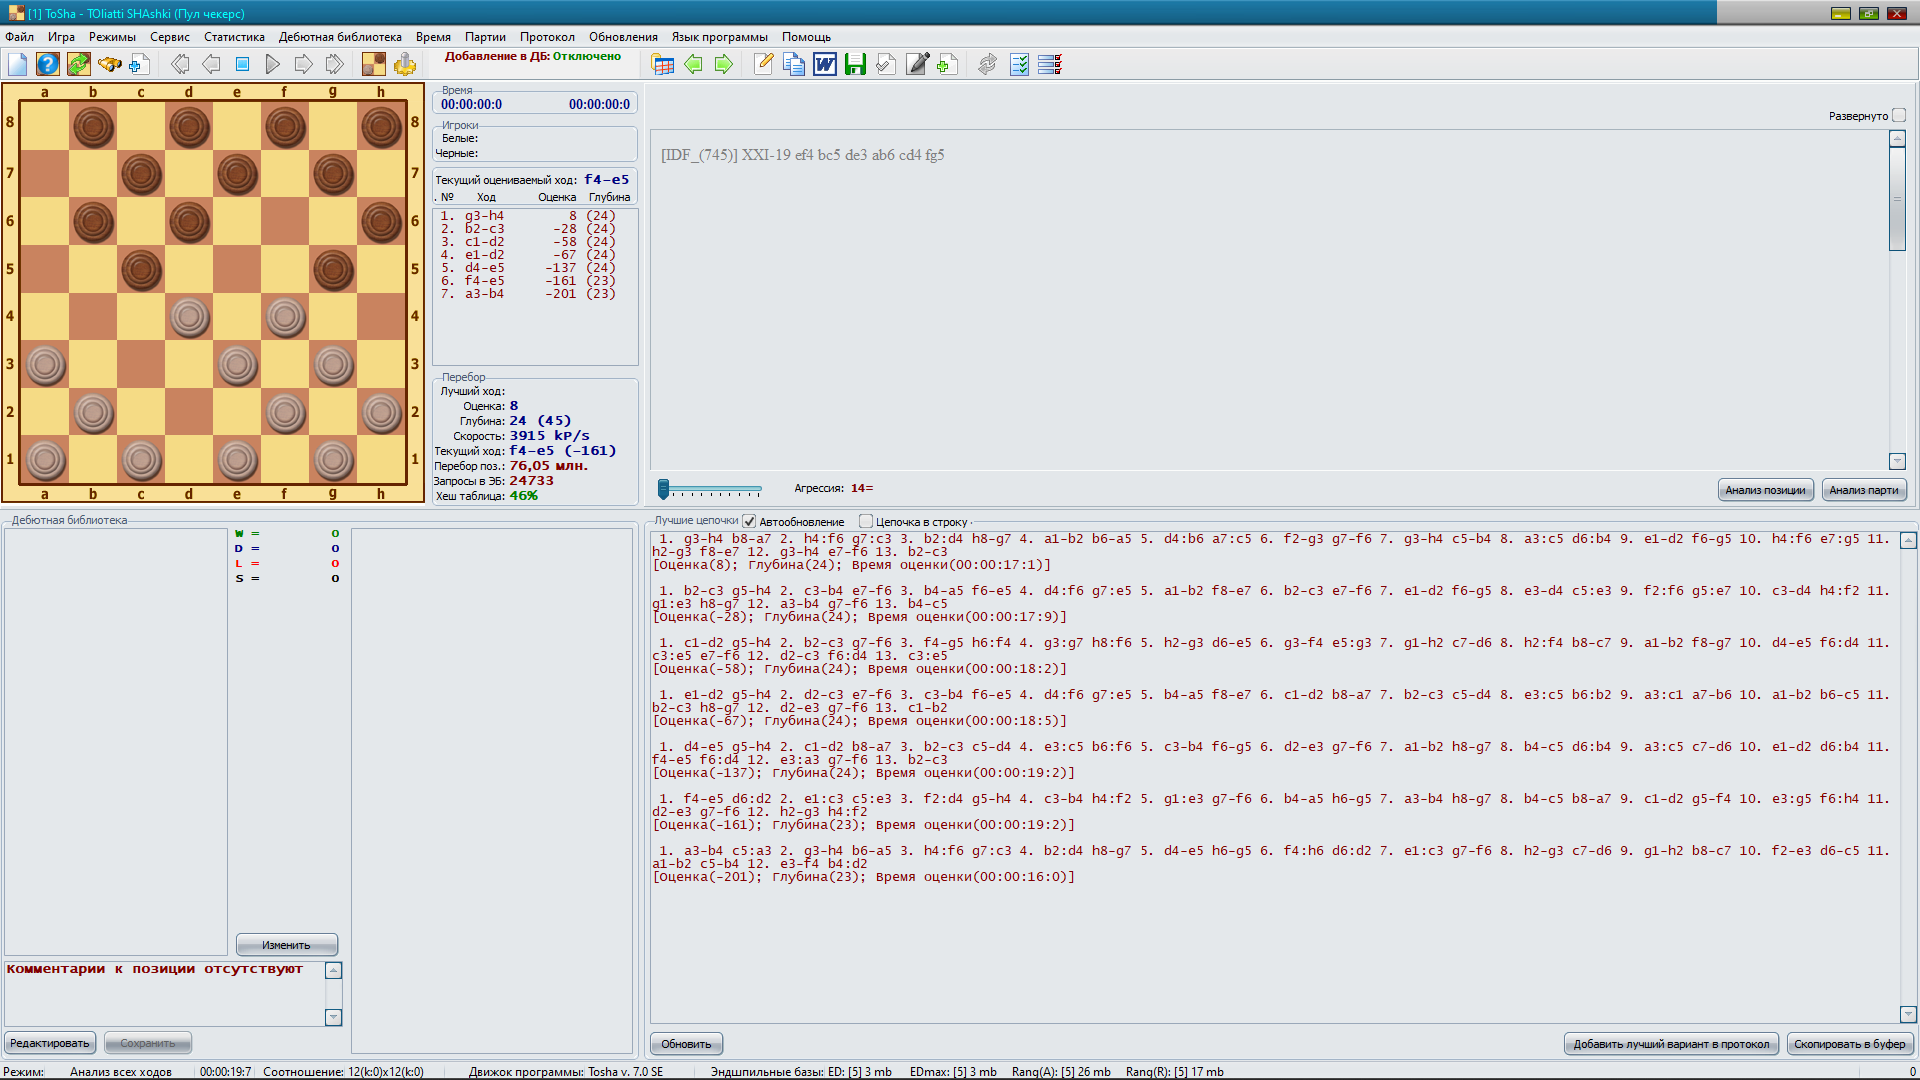 [1] ToSha - TOliatti SHAshki (Пул чекерс)
Файл Игра Режимы Сервис Статистика Дебютная библиотека Время Партии Протокол Обновления Язык программы Помощь
Добавление в ДБ: Отключено
a b c d e f g h
8 8
7 7
6 6
5 5
4 4
3 3
2 2
1 1
a b c d e f g h
Время
00:00:00:0 00:00:00:0
Игроки
Белые:
Черные:
Текущий оцениваемый ход: f4-e5
. № Ход Оценка Глубина
1. g3-h4 8 (24)
2. b2-c3 -28 (24)
3. c1-d2 -58 (24)
4. e1-d2 -67 (24)
5. d4-e5 -137 (24)
6. f4-e5 -161 (23)
7. a3-b4 -201 (23)
Перебор
Лучший ход:
Оценка: 8
Глубина: 24 (45)
Скорость: 3915 kP/s
Текущий ход: f4-e5 (-161)
Перебор поз.: 76,05 млн.
Запросы в ЭБ: 24733
Хеш таблица: 46%
Развернуто
[IDF_(745)] XXI-19 ef4 bc5 de3 ab6 cd4 fg5
Агрессия: 14=
Анализ позиции Анализ парти
Дебютная библиотека
W = 0
D = 0
L = 0
S = 0
Изменить
Комментарии к позиции отсутствуют
Редактировать Сохранить
Лучшие цепочки Автообновление Цепочка в строку
1. g3-h4 b8-a7 2. h4:f6 g7:c3 3. b2:d4 h8-g7 4. a1-b2 b6-a5 5. d4:b6 a7:c5 6. f2-g3 g7-f6 7. g3-h4 c5-b4 8. a3:c5 d6:b4 9. e1-d2 f6-g5 10. h4:f6 e7:g5 11.
h2-g3 f8-e7 12. g3-h4 e7-f6 13. b2-c3
[Оценка(8); Глубина(24); Время оценки(00:00:17:1)]
1. b2-c3 g5-h4 2. c3-b4 e7-f6 3. b4-a5 f6-e5 4. d4:f6 g7:e5 5. a1-b2 f8-e7 6. b2-c3 e7-f6 7. e1-d2 f6-g5 8. e3-d4 c5:e3 9. f2:f6 g5:e7 10. c3-d4 h4:f2 11.
g1:e3 h8-g7 12. a3-b4 g7-f6 13. b4-c5
[Оценка(-28); Глубина(24); Время оценки(00:00:17:9)]
1. c1-d2 g5-h4 2. b2-c3 g7-f6 3. f4-g5 h6:f4 4. g3:g7 h8:f6 5. h2-g3 d6-e5 6. g3-f4 e5:g3 7. g1-h2 c7-d6 8. h2:f4 b8-c7 9. a1-b2 f8-g7 10. d4-e5 f6:d4 11.
c3:e5 e7-f6 12. d2-c3 f6:d4 13. c3:e5
[Оценка(-58); Глубина(24); Время оценки(00:00:18:2)]
1. e1-d2 g5-h4 2. d2-c3 e7-f6 3. c3-b4 f6-e5 4. d4:f6 g7:e5 5. b4-a5 f8-e7 6. c1-d2 b8-a7 7. b2-c3 c5-d4 8. e3:c5 b6:b2 9. a3:c1 a7-b6 10. a1-b2 b6-c5 11.
b2-c3 h8-g7 12. d2-e3 g7-f6 13. c1-b2
[Оценка(-67); Глубина(24); Время оценки(00:00:18:5)]
1. d4-e5 g5-h4 2. c1-d2 b8-a7 3. b2-c3 c5-d4 4. e3:c5 b6:f6 5. c3-b4 f6-g5 6. d2-e3 g7-f6 7. a1-b2 h8-g7 8. b4-c5 d6:b4 9. a3:c5 c7-d6 10. e1-d2 d6:b4 11.
f4-e5 f6:d4 12. e3:a3 g7-f6 13. b2-c3
[Оценка(-137); Глубина(24); Время оценки(00:00:19:2)]
1. f4-e5 d6:d2 2. e1:c3 c5:e3 3. f2:d4 g5-h4 4. c3-b4 h4:f2 5. g1:e3 g7-f6 6. b4-a5 h6-g5 7. a3-b4 h8-g7 8. b4-c5 b8-a7 9. c1-d2 g5-f4 10. e3:g5 f6:h4 11.
d2-e3 g7-f6 12. h2-g3 h4:f2
[Оценка(-161); Глубина(23); Время оценки(00:00:19:2)]
1. a3-b4 c5:a3 2. g3-h4 b6-a5 3. h4:f6 g7:c3 4. b2:d4 h8-g7 5. d4-e5 h6-g5 6. f4:h6 d6:d2 7. e1:c3 g7-f6 8. h2-g3 c7-d6 9. g1-h2 b8-c7 10. f2-e3 d6-c5 11.
a1-b2 c5-b4 12. e3-f4 b4:d2
[Оценка(-201); Глубина(23); Время оценки(00:00:16:0)]
Обновить Добавить лучший вариант в протокол Скопировать в буфер
Режим: Анализ всех ходов 00:00:19:7 Соотношение: 12(k:0)x12(k:0) Движок программы: Tosha v. 7.0 SE Эндшпильные базы: ED: [5] 3 mb EDmax: [5] 3 mb Rang(A): [5] 26 mb Rang(R): [5] 17 mb 0